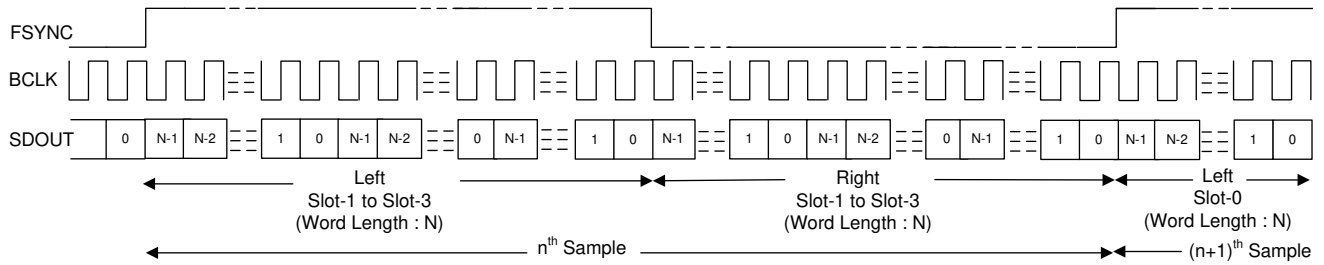 FSYNC
BCLK
SDOUT
0 N-1 N-2 1 0 N-1 N-2 0 N-1 1 0 N-1 1 0 N-1 N-2 0 N-1 1 0 N-1 N-2 1 0
Left
Slot-1 to Slot-3
(Word Length : N)
Right
Slot-1 to Slot-3
(Word Length : N)
Left
Slot-0
(Word Length : N)
nth Sample
(n+1)th Sample